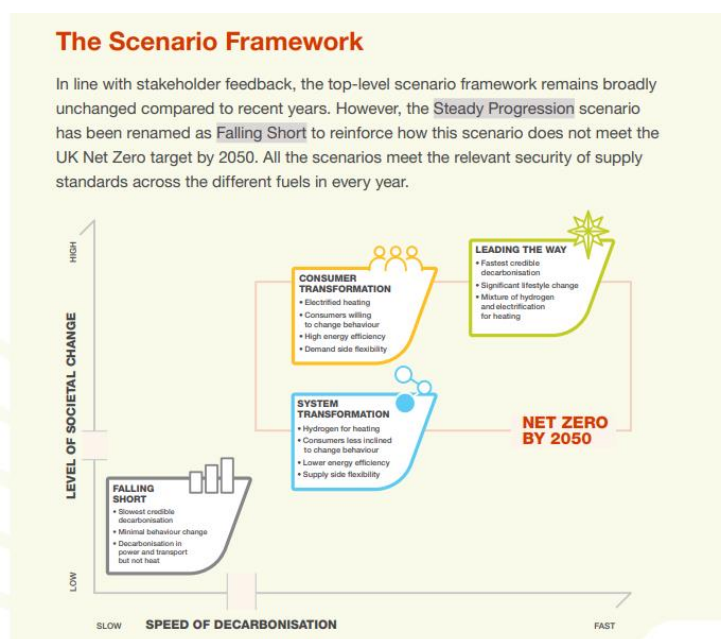 The Scenario Framework
In line with stakeholder feedback, the top-level scenario framework remains broadly
unchanged compared to recent years. However, the Steady Progression scenario
has been renamed as Falling Short to reinforce how this scenario does not meet the
UK Net Zero target by 2050. All the scenarios meet the relevant security of supply
standards across the different fuels in every year.
HIGH
LEVEL OF SOCIETAL CHANGE
LOW
LEADING THE WAY
• Fastest credible
decarbonisation
• Significant lifestyle change
• Mixture of hydrogen
and electrification
for heating
CONSUMER
TRANSFORMATION
• Electrified heating
• Consumers willing
to change behaviour
• High energy efficiency
• Demand side flexibility
SYSTEM
TRANSFORMATION
• Hydrogen for heating
• Consumers less inclined
to change behaviour
• Lower energy efficiency
• Supply side flexibility
NET ZERO
BY 2050
FALLING
SHORT
• Slowest credible
decarbonisation
• Minimal behaviour change
• Decarbonisation in
power and transport
but not heat
SLOW
SPEED OF DECARBONISATION
FAST